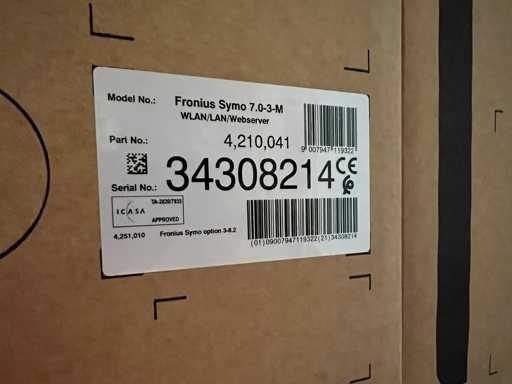 Model No.: Fronius Symo 7.0-3-M
WLAN/LAN/Webserver
9 007947 119322
Part No.: 4,210,041
Serial No.: 34308214
CE
ICASA
TA-2020/7933
APPROVED
4,251,010 Fronius Symo option 3-8.2
(01)09007947119322(21)34308214